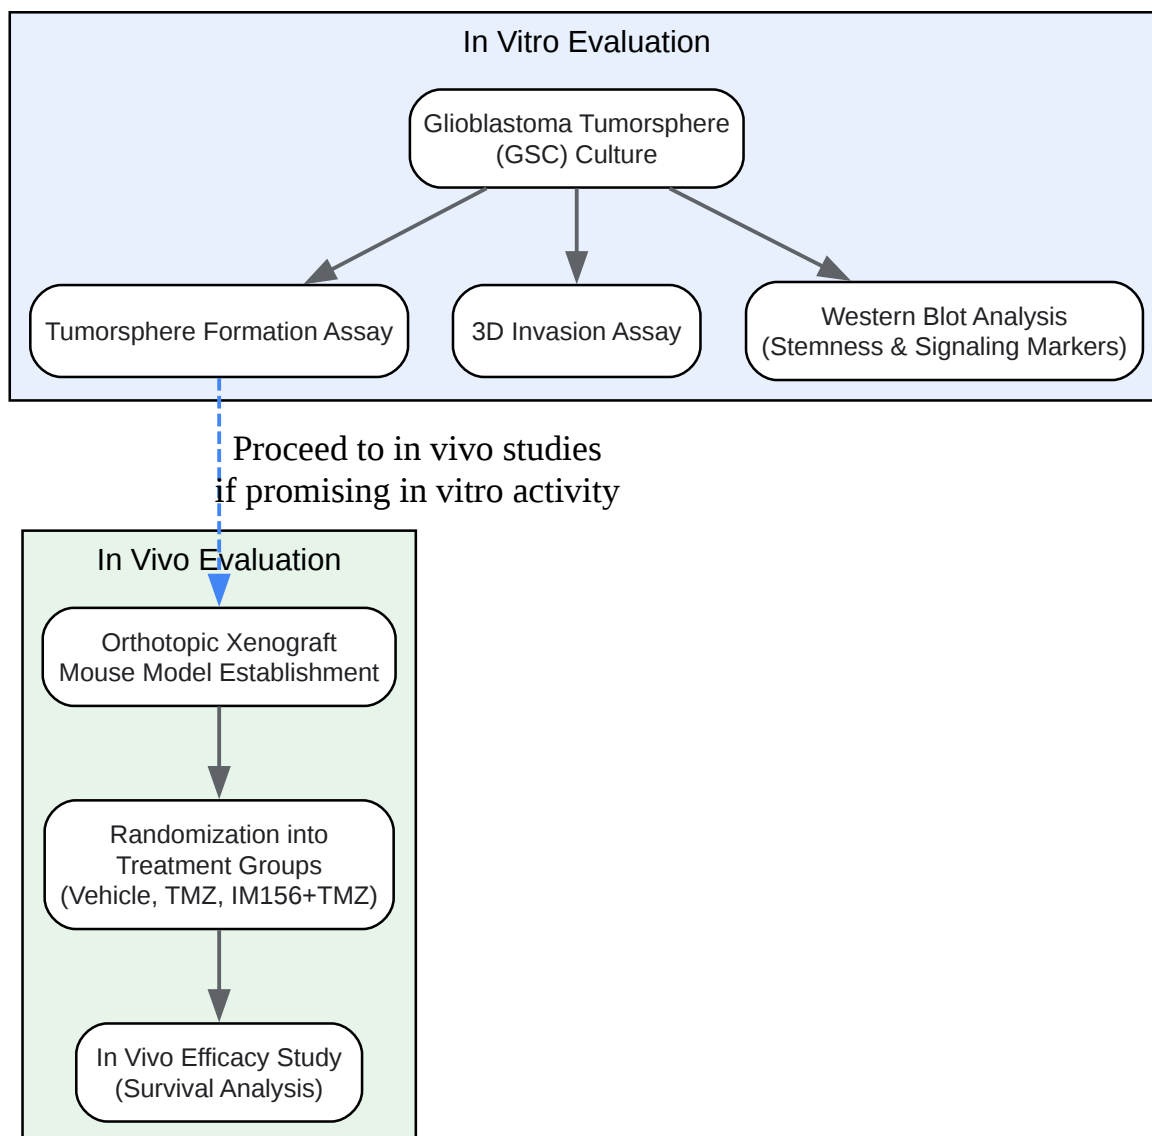 In Vitro Evaluation
Glioblastoma Tumorsphere
(GSC) Culture
Tumorsphere Formation Assay
3D Invasion Assay
Western Blot Analysis
(Stemness & Signaling Markers)
Proceed to in vivo studies
if promising in vitro activity
In Vivo Evaluation
Orthotopic Xenograft
Mouse Model Establishment
Randomization into
Treatment Groups
(Vehicle, TMZ, IM156+TMZ)
In Vivo Efficacy Study
(Survival Analysis)